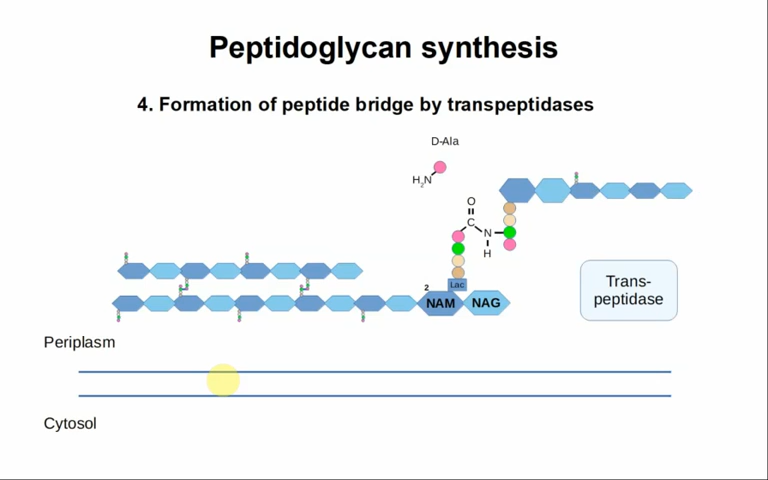 Peptidoglycan synthesis
4. Formation of peptide bridge by transpeptidases
D-Ala
H2N
O
C
N
H
Lac
2
NAM
NAG
Trans-
peptidase
Periplasm
Cytosol